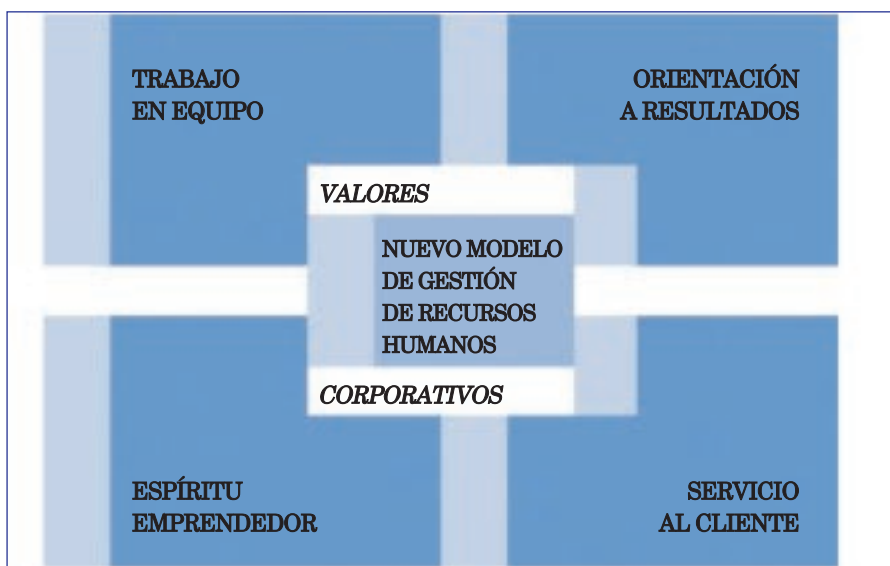 TRABAJO
EN EQUIPO
ORIENTACIÓN
A RESULTADOS
VALORES
NUEVO MODELO
DE GESTIÓN
DE RECURSOS
HUMANOS
CORPORATIVOS
ESPÍRITU
EMPRENDEDOR
SERVICIO
AL CLIENTE